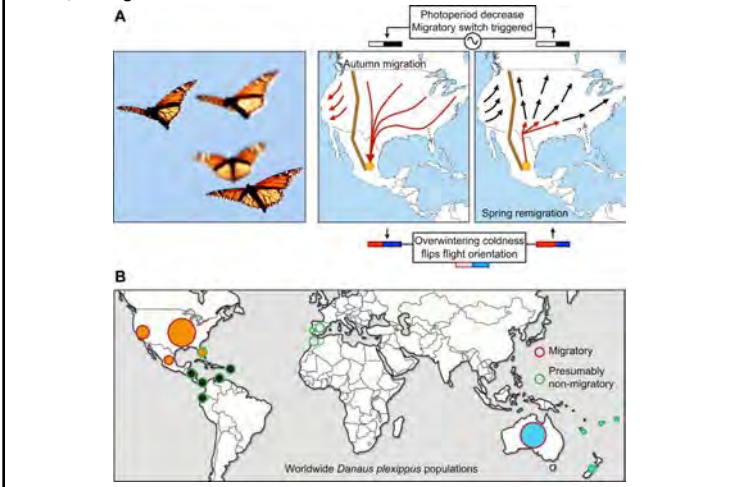 A
Photoperiod decrease
Migratory switch triggered
Autumn migration
Spring remigration
Overwintering coldness
flips flight orientation
B
Migratory
Presumably
non-migratory
Worldwide Danaus plexippus populations